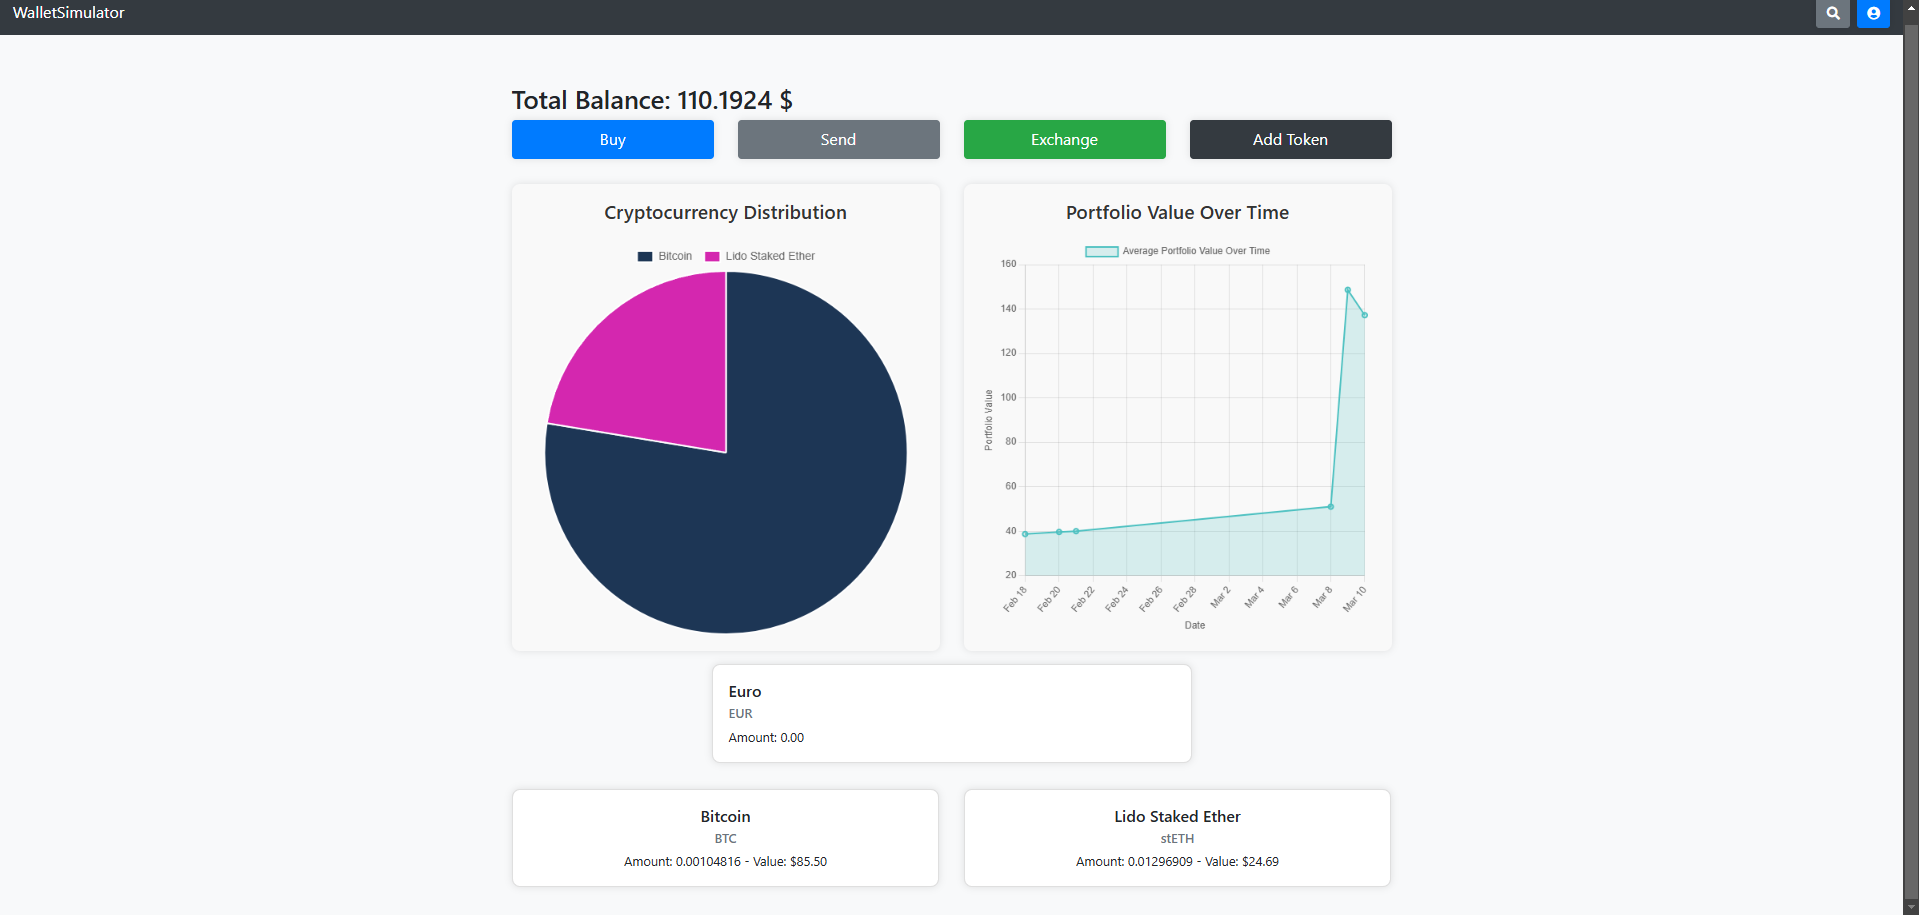 WalletSimulator
Total Balance: 110.1924 $
Buy
Send
Exchange
Add Token
Cryptocurrency Distribution
Bitcoin
Lido Staked Ether
Portfolio Value Over Time
Average Portfolio Value Over Time
160
140
120
100
80
60
40
20
Portfolio Value
Feb 18
Feb 20
Feb 22
Feb 24
Feb 26
Feb 28
Mar 2
Mar 4
Mar 6
Mar 8
Mar 10
Date
Euro
EUR
Amount: 0.00
Bitcoin
BTC
Amount: 0.00104816 - Value: $85.50
Lido Staked Ether
stETH
Amount: 0.01296909 - Value: $24.69